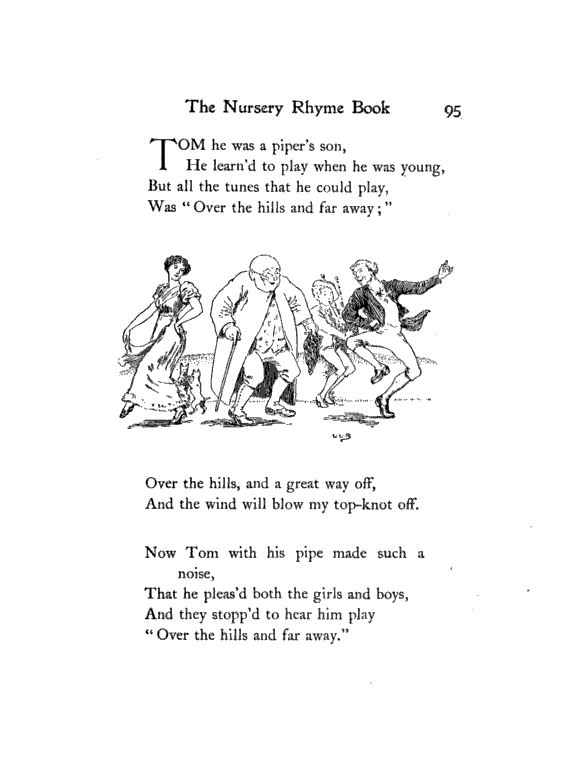 The Nursery Rhyme Book 95
TOM he was a piper's son,
He learn'd to play when he was young,
But all the tunes that he could play,
Was "Over the hills and far away;"
LLB
Over the hills, and a great way off,
And the wind will blow my top-knot off.
Now Tom with his pipe made such a
noise,
That he pleas'd both the girls and boys,
And they stopp'd to hear him play
"Over the hills and far away."